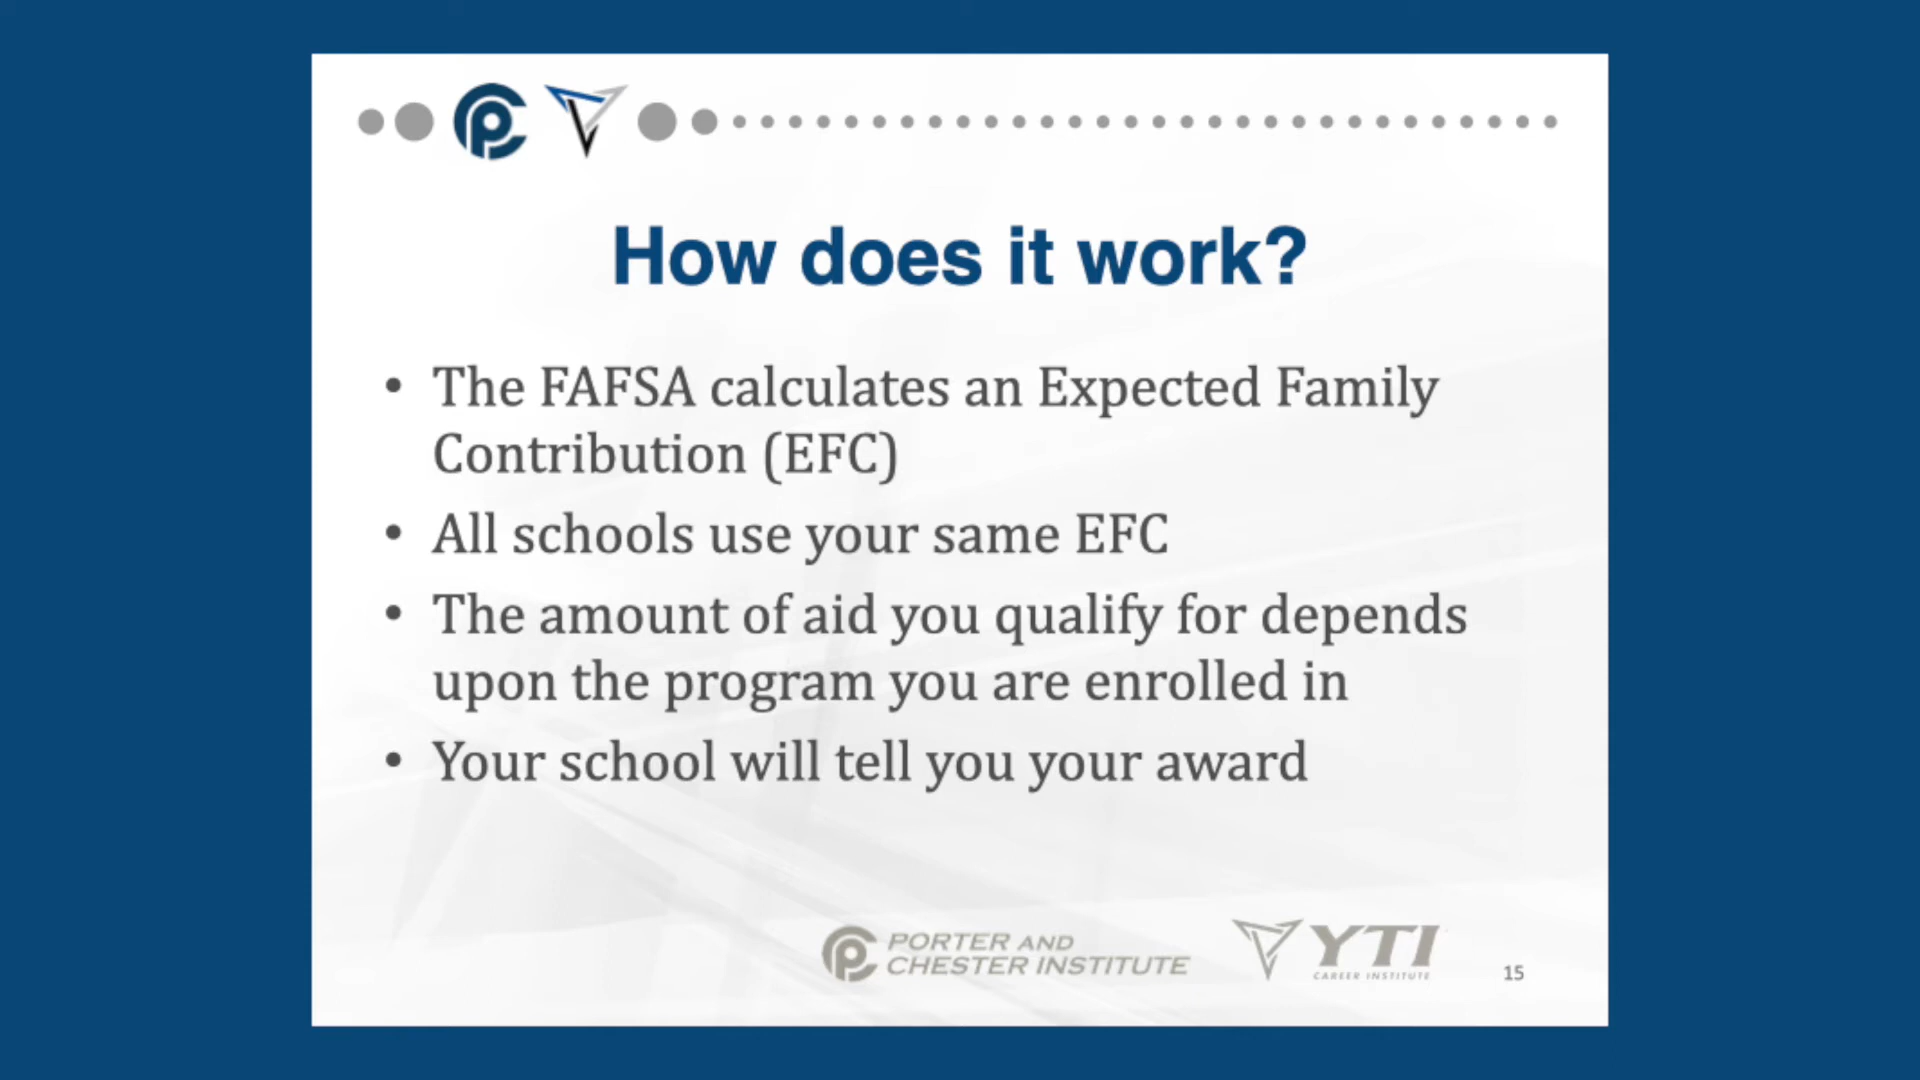 How does it work?
• The FAFSA calculates an Expected Family
Contribution (EFC)
• All schools use your same EFC
• The amount of aid you qualify for depends
upon the program you are enrolled in
• Your school will tell you your award
PORTER AND
CHESTER INSTITUTE
YTI
CAREER INSTITUTE
15